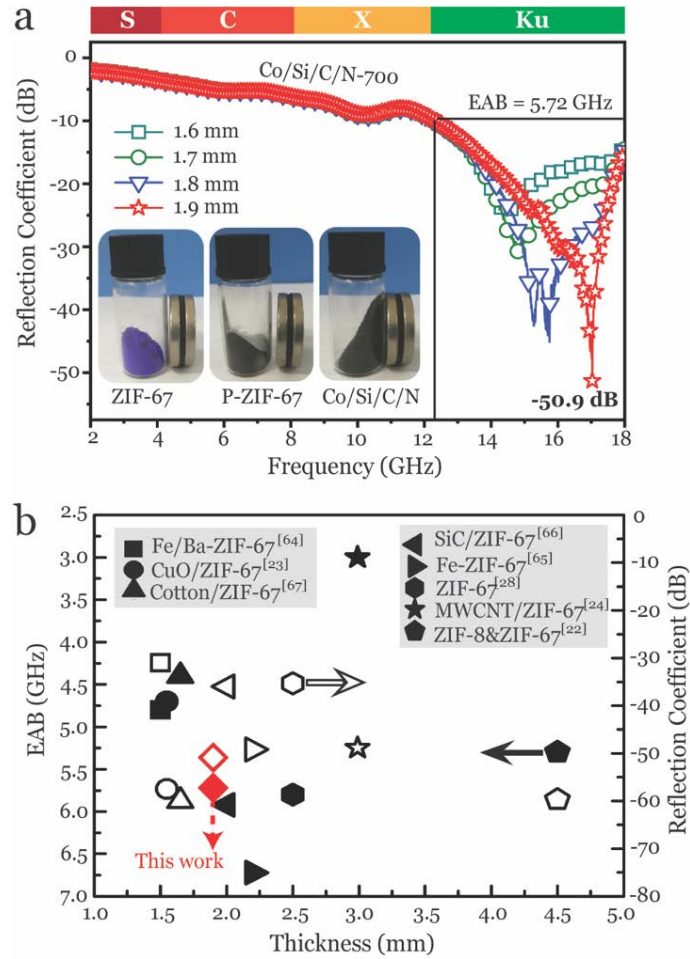 a
S C X Ku
Co/Si/C/N-700
EAB = 5.72 GHz
1.6 mm
1.7 mm
1.8 mm
1.9 mm
ZIF-67 P-ZIF-67 Co/Si/C/N
-50.9 dB
Reflection Coefficient (dB)
0
-10
-20
-30
-40
-50
2 4 6 8 10 12 14 16 18
Frequency (GHz)
b
Fe/Ba-ZIF-67[64]
CuO/ZIF-67[23]
Cotton/ZIF-67[67]
SiC/ZIF-67[66]
Fe-ZIF-67[65]
ZIF-67[28]
MWCNT/ZIF-67[24]
ZIF-8&ZIF-67[22]
This work
EAB (GHz)
2.5
3.0
3.5
4.0
4.5
5.0
5.5
6.0
6.5
7.0
Reflection Coefficient (dB)
0
-10
-20
-30
-40
-50
-60
-70
-80
1.0 1.5 2.0 2.5 3.0 3.5 4.0 4.5 5.0
Thickness (mm)